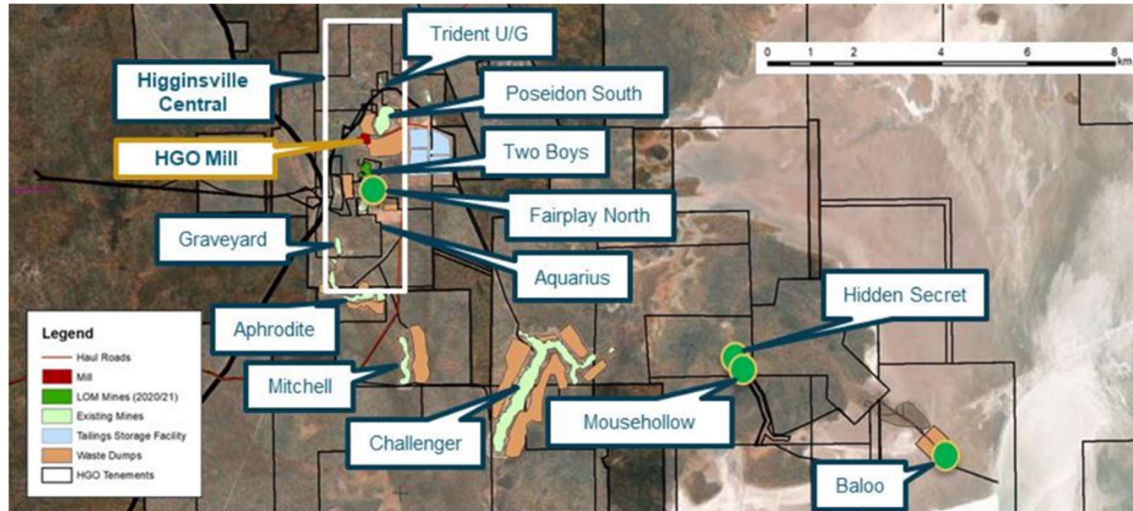 Trident U/G
0 1 2 4 6 8
km
Higginsville
Central
Poseidon South
HGO Mill
Two Boys
Fairplay North
Graveyard
Aquarius
Hidden Secret
Aphrodite
Mitchell
Challenger
Mousehollow
Baloo
Legend
Haul Roads
Mill
LOM Mines (2020/21)
Existing Mines
Tailings Storage Facility
Waste Dumps
HGO Tenements